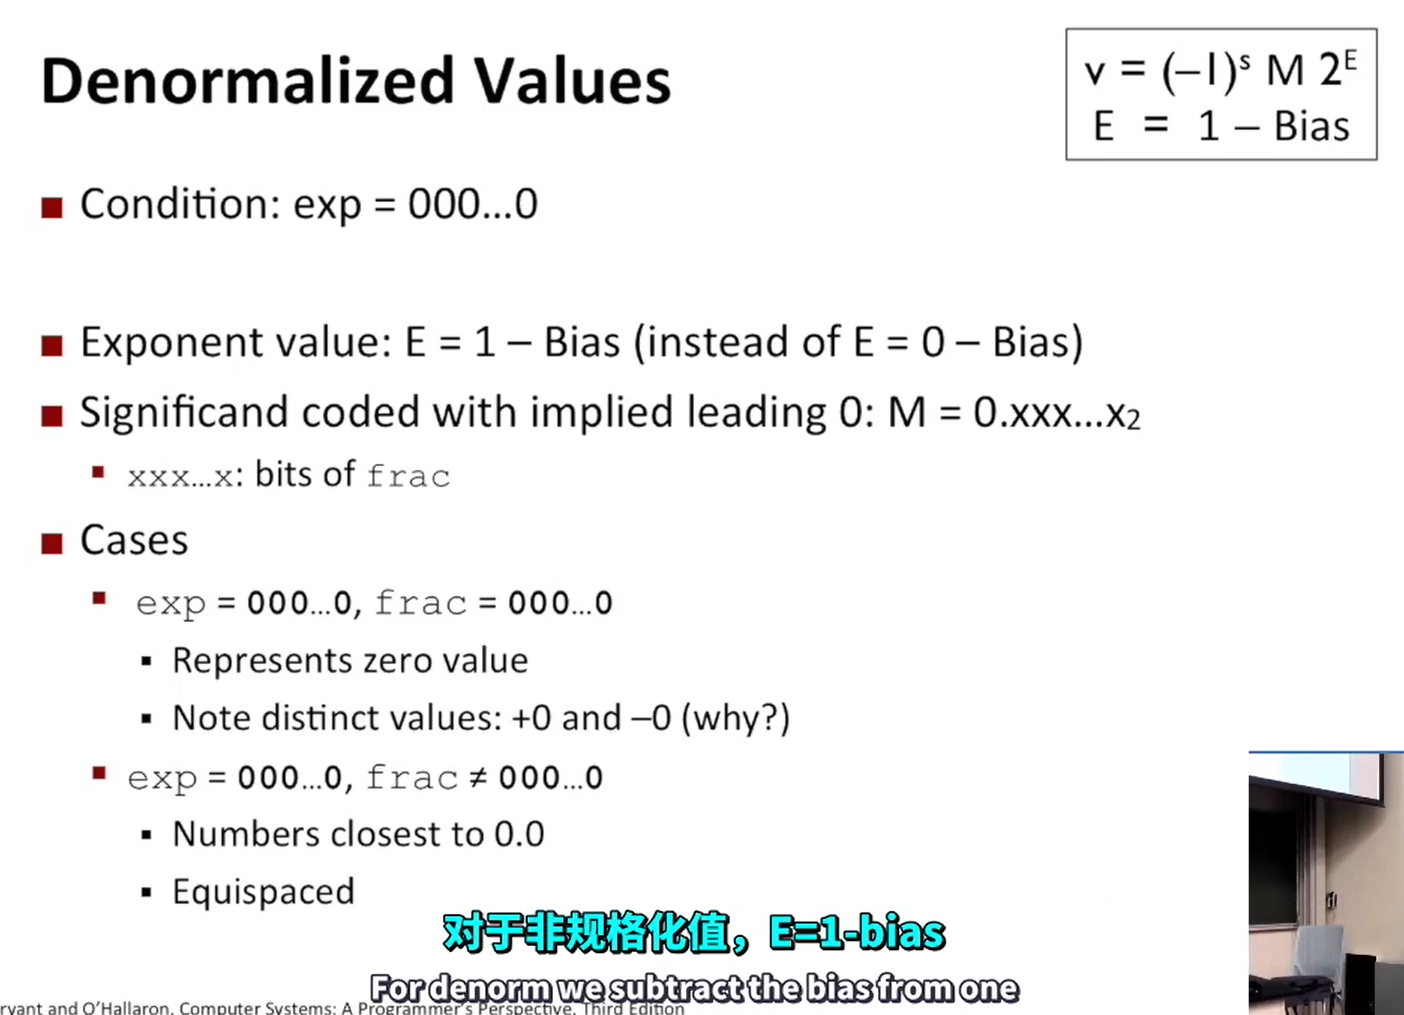 Denormalized Values
v = (–1)ˢ M 2ᴱ
E = 1 – Bias
Condition: exp = 000…0
Exponent value: E = 1 – Bias (instead of E = 0 – Bias)
Significand coded with implied leading 0: M = 0.xxx…x₂
xxx…x: bits of frac
Cases
exp = 000…0, frac = 000…0
Represents zero value
Note distinct values: +0 and –0 (why?)
exp = 000…0, frac ≠ 000…0
Numbers closest to 0.0
Equispaced
对于非规格化值，E=1-bias
For denorm we subtract the bias from one
ryant and O'Hallaron, Computer Systems: A Programmer's Perspective, Third Edition